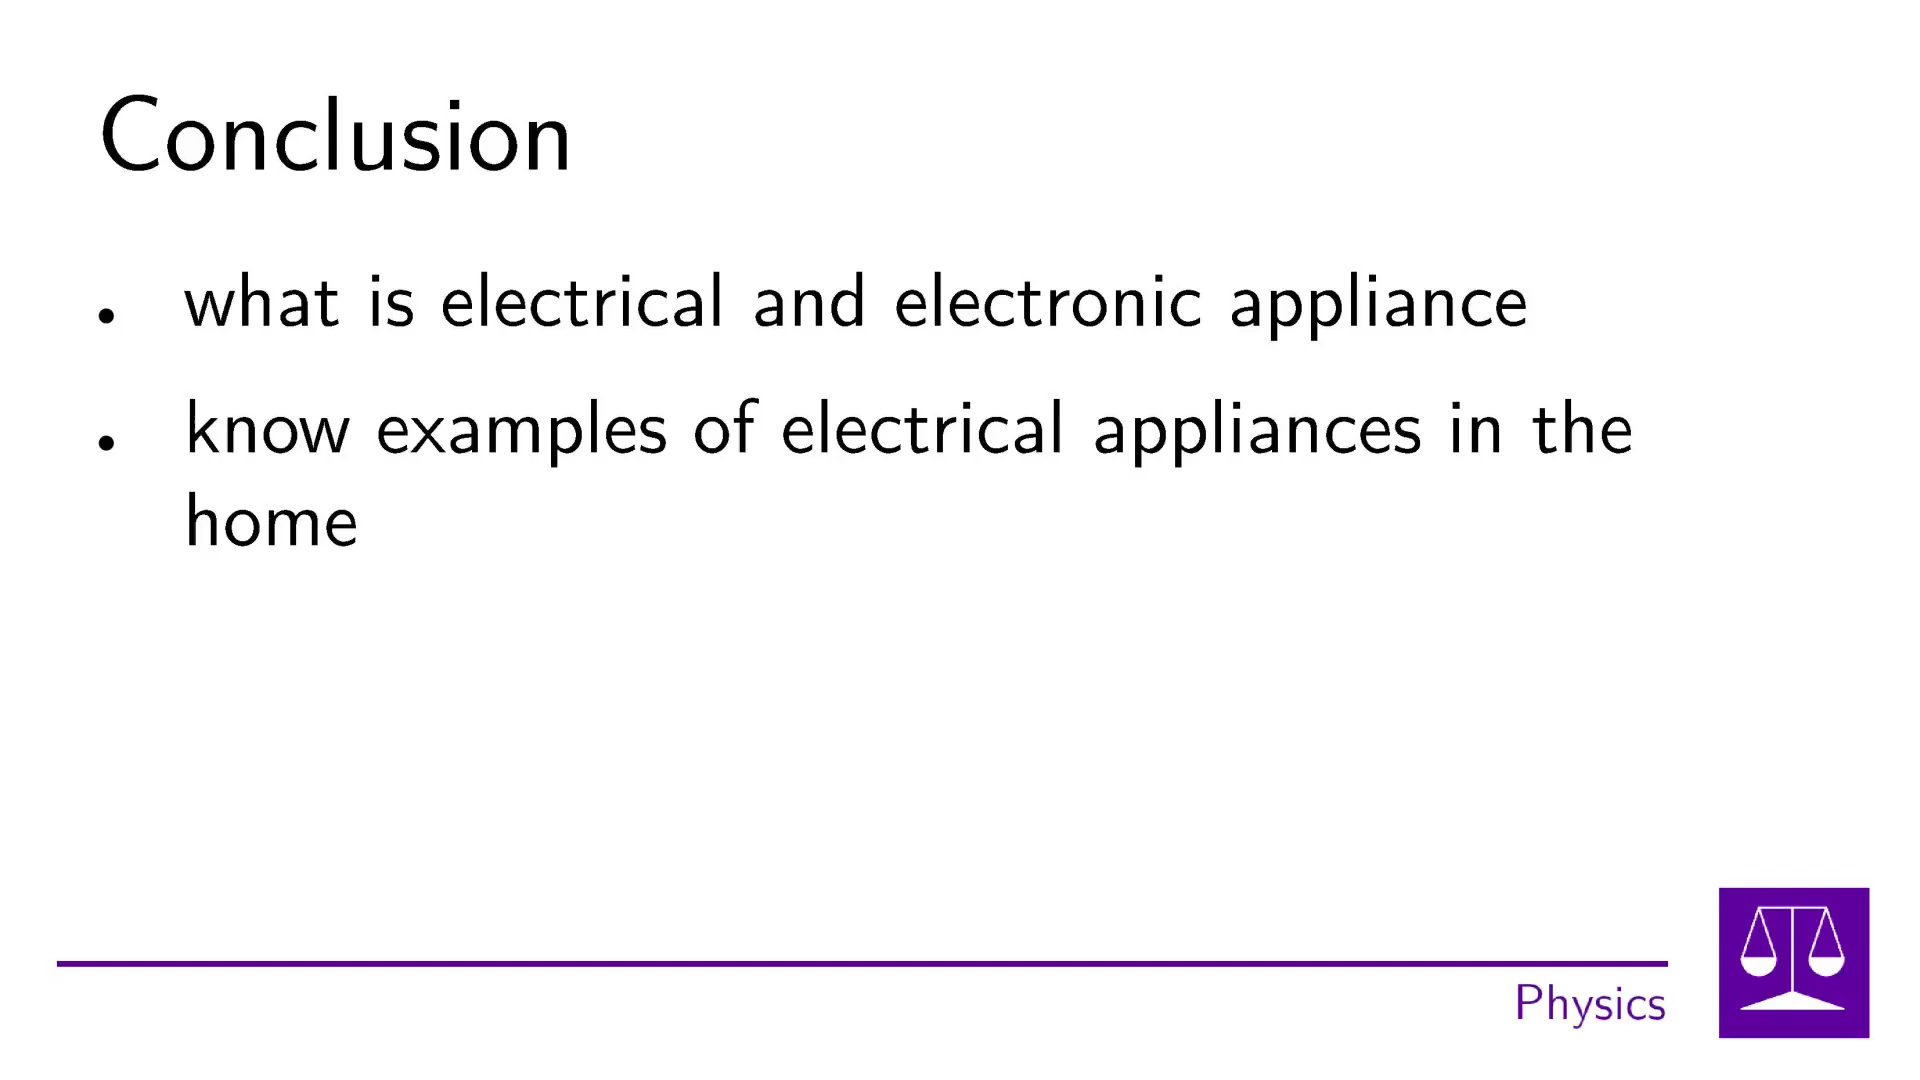 Conclusion
• what is electrical and electronic appliance
• know examples of electrical appliances in the
home
Physics